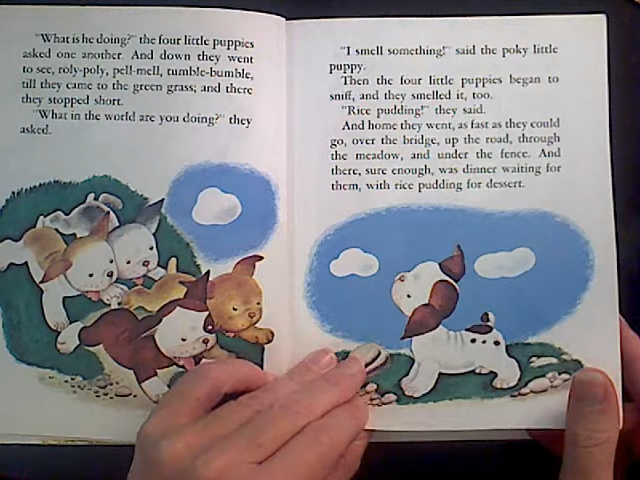 "What is he doing?" the four little puppies
asked one another. And down they went
to see, roly-poly, pell-mell, tumble-bumble,
till they came to the green grass; and there
they stopped short.
"What in the world are you doing?" they
asked.
"I smell something!" said the poky little
puppy.
Then the four little puppies began to
sniff, and they smelled it, too.
"Rice pudding!" they said.
And home they went, as fast as they could
go, over the bridge, up the road, through
the meadow, and under the fence. And
there, sure enough, was dinner waiting for
them, with rice pudding for dessert.